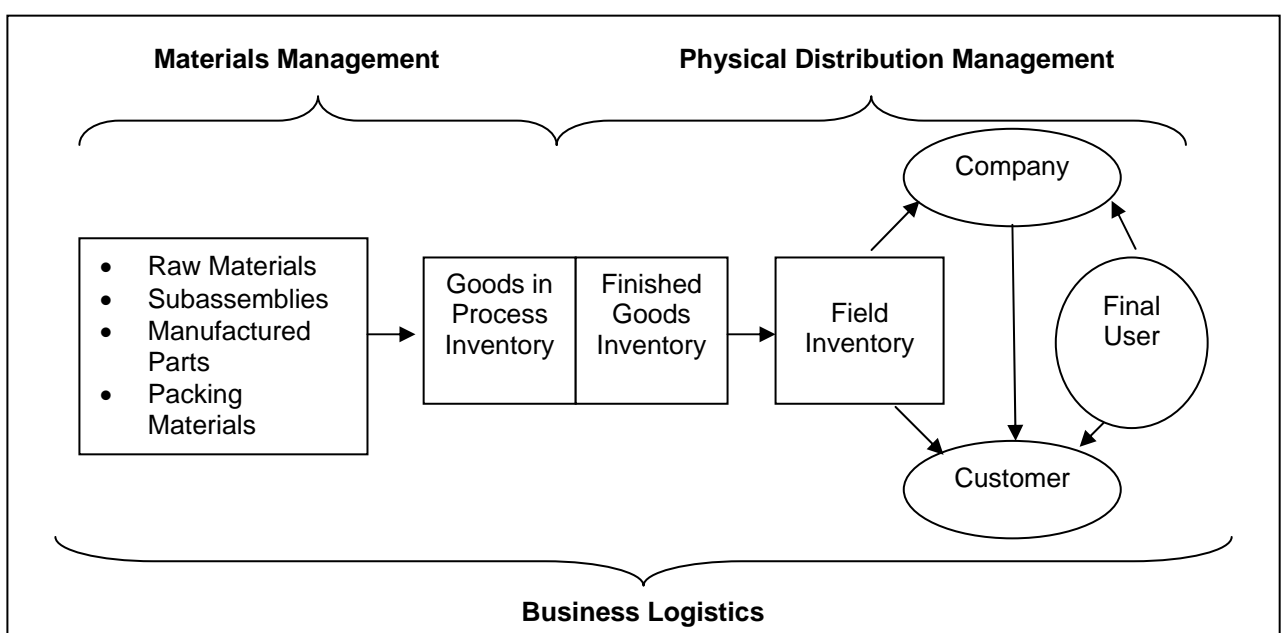 Materials Management
Physical Distribution Management
Company
• Raw Materials
• Subassemblies
• Manufactured
Parts
• Packing
Materials
Goods in
Process
Inventory
Finished
Goods
Inventory
Field
Inventory
Final
User
Customer
Business Logistics